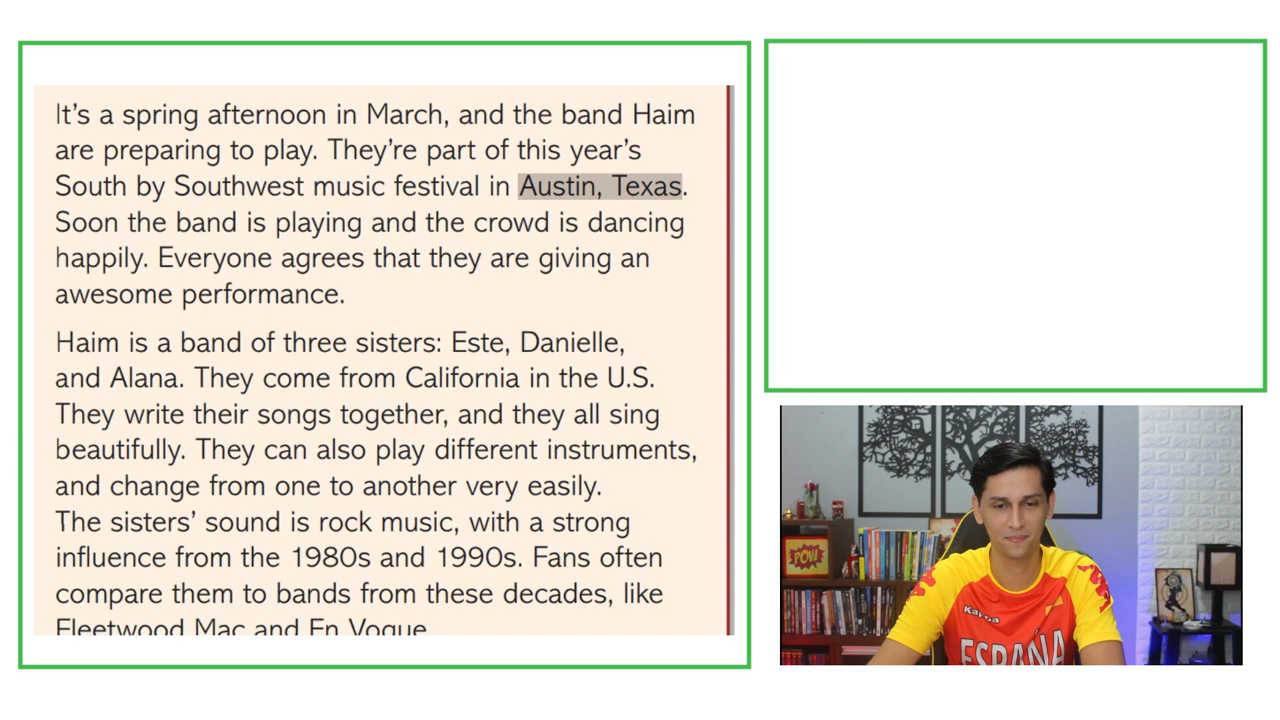 It's a spring afternoon in March, and the band Haim
are preparing to play. They're part of this year's
South by Southwest music festival in Austin, Texas.
Soon the band is playing and the crowd is dancing
happily. Everyone agrees that they are giving an
awesome performance.
Haim is a band of three sisters: Este, Danielle,
and Alana. They come from California in the U.S.
They write their songs together, and they all sing
beautifully. They can also play different instruments,
and change from one to another very easily.
The sisters' sound is rock music, with a strong
influence from the 1980s and 1990s. Fans often
compare them to bands from these decades, like
Fleetwood Mac and En Vogue.
POW
Kappa
ESPAÑA